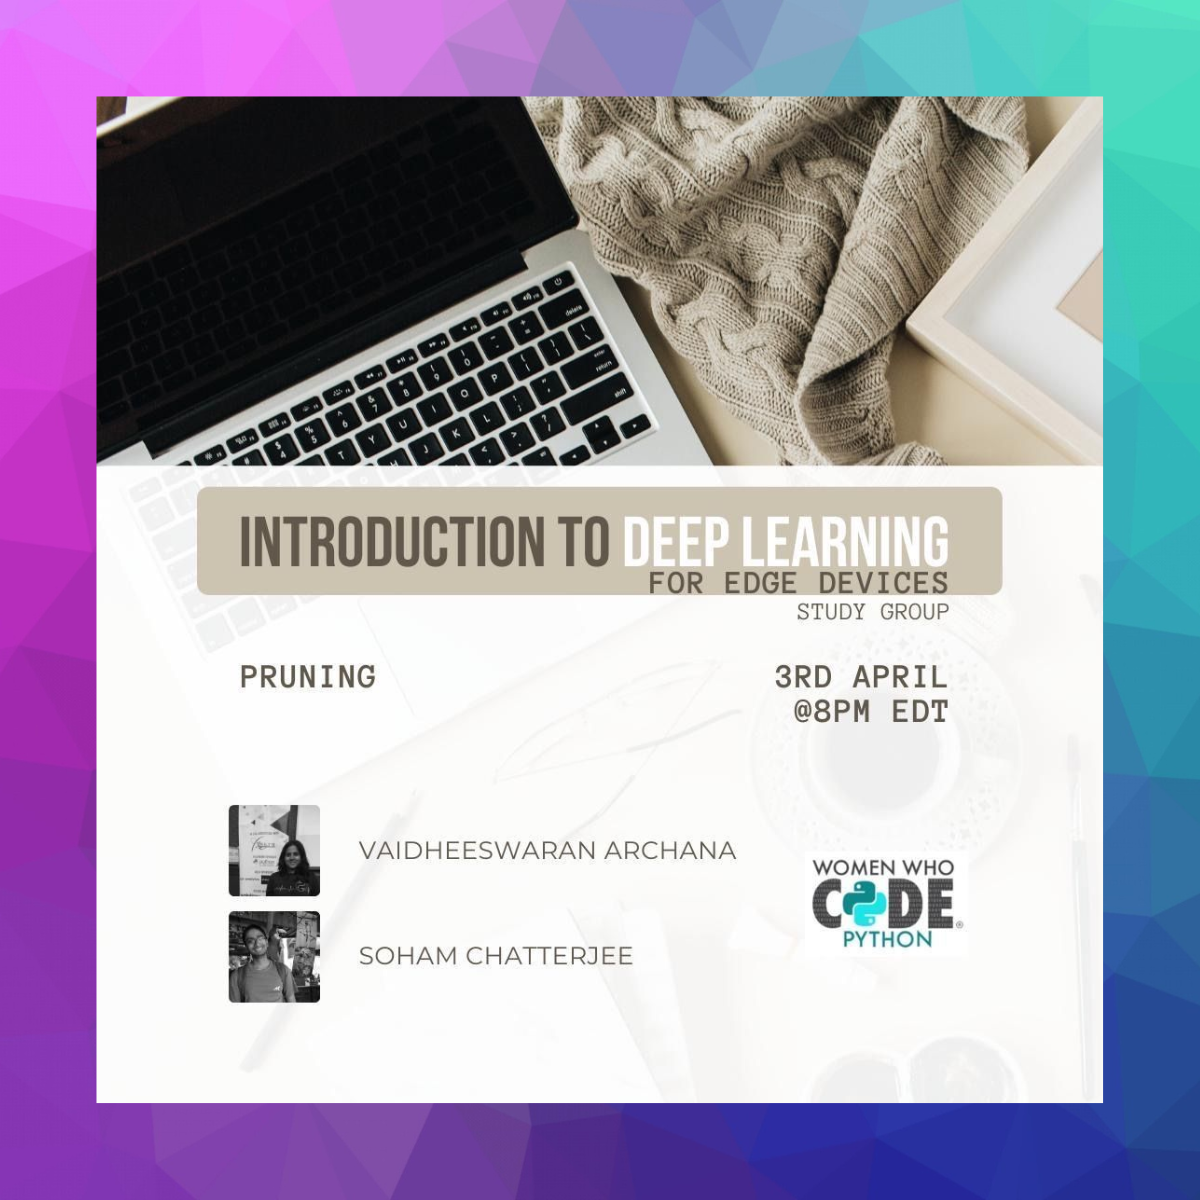 INTRODUCTION TO DEEP LEARNING
FOR EDGE DEVICES
STUDY GROUP
PRUNING
3RD APRIL
@8PM EDT
VAIDHEESWARAN ARCHANA
SOHAM CHATTERJEE
WOMEN WHO
CODE
PYTHON